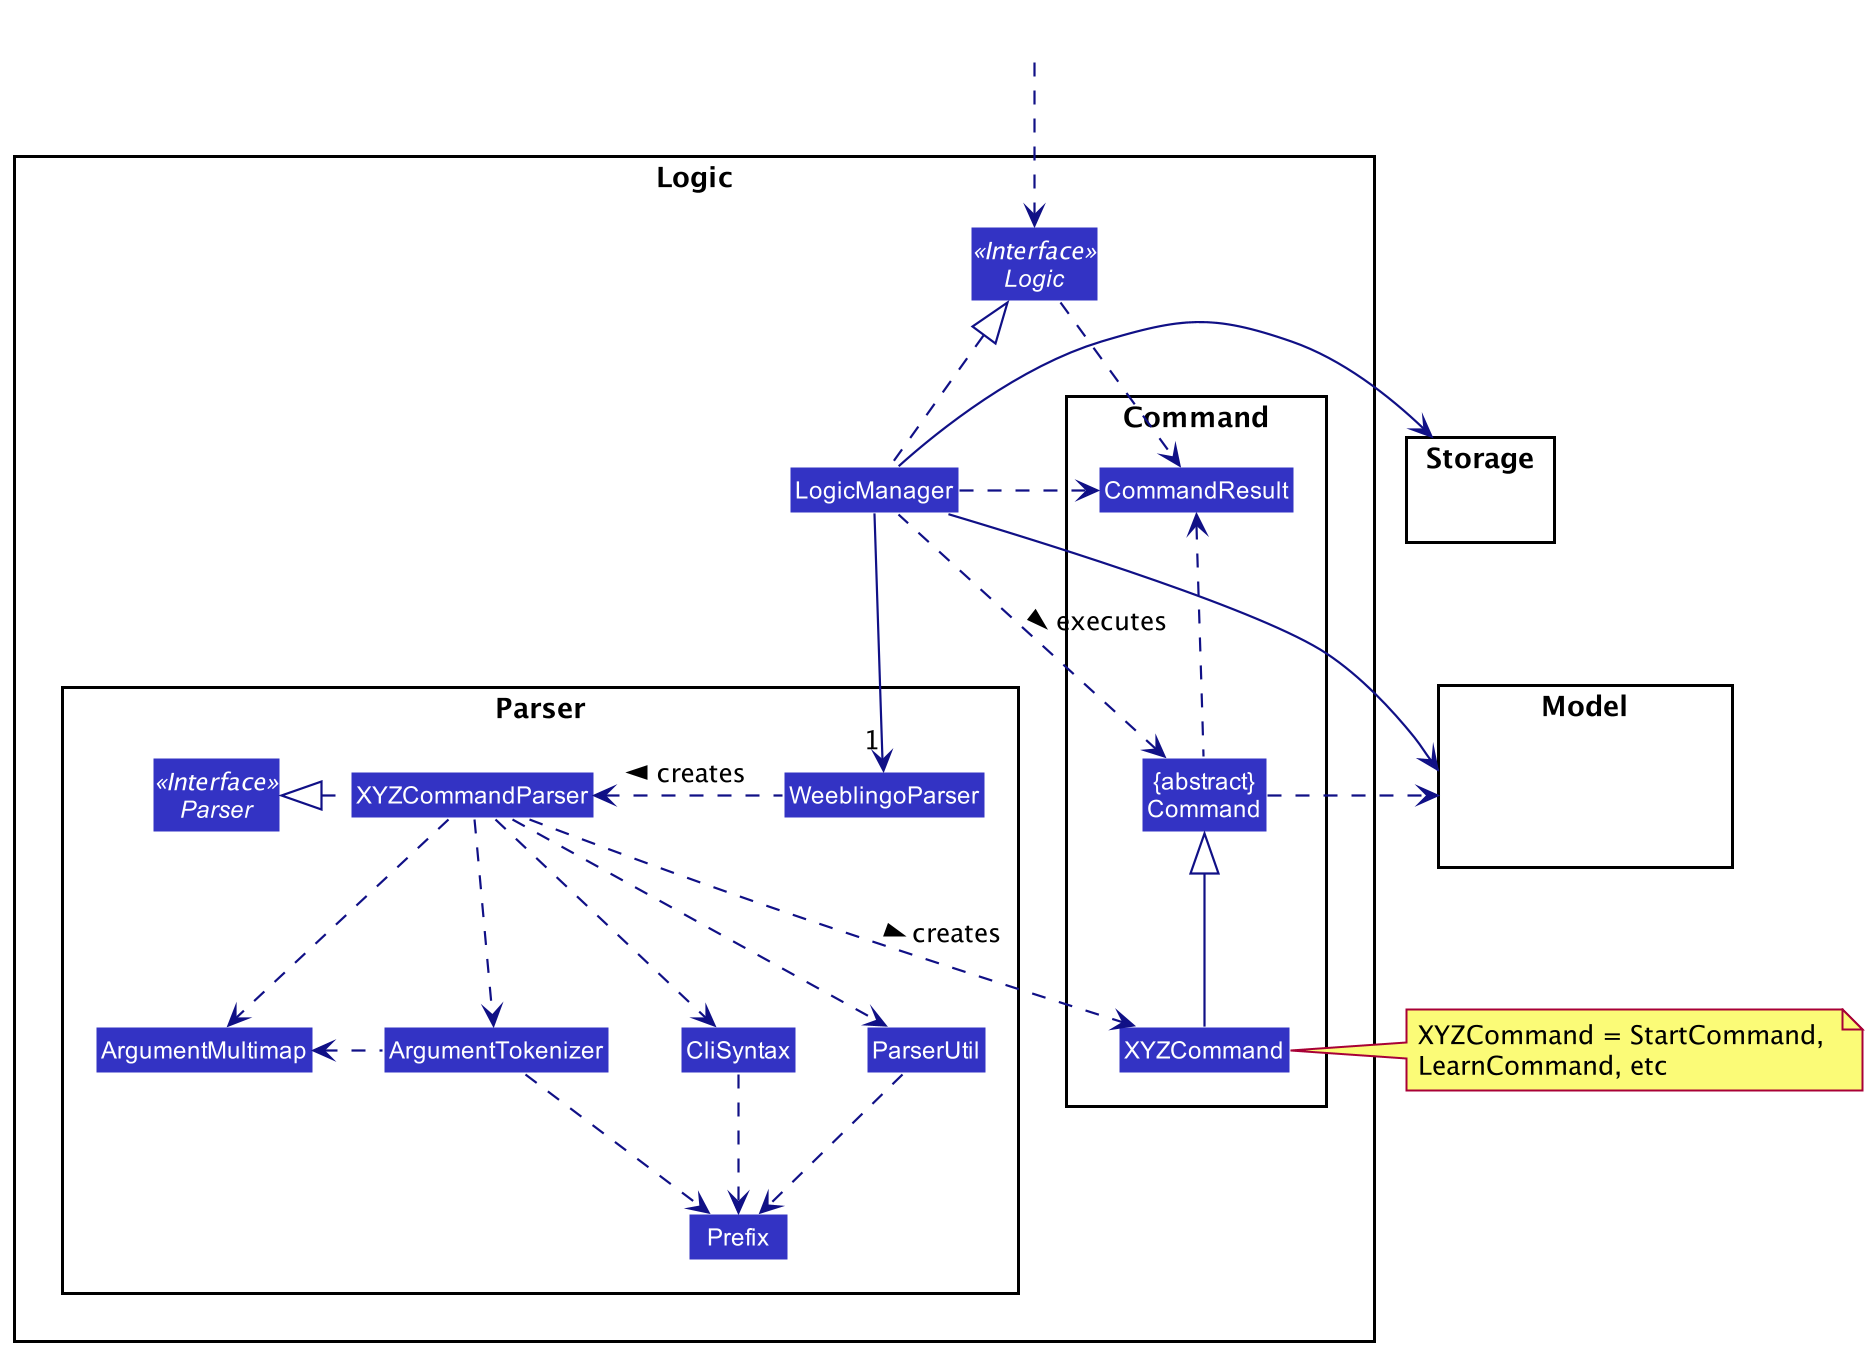 Logic
«Interface»
Logic
Command
Storage
LogicManager
CommandResult
executes
Parser
Model
1
«Interface»
Parser
XYZCommandParser
creates
WeeblingoParser
{abstract}
Command
creates
ArgumentMultimap
ArgumentTokenizer
CliSyntax
ParserUtil
XYZCommand
XYZCommand = StartCommand,
LearnCommand, etc
Prefix